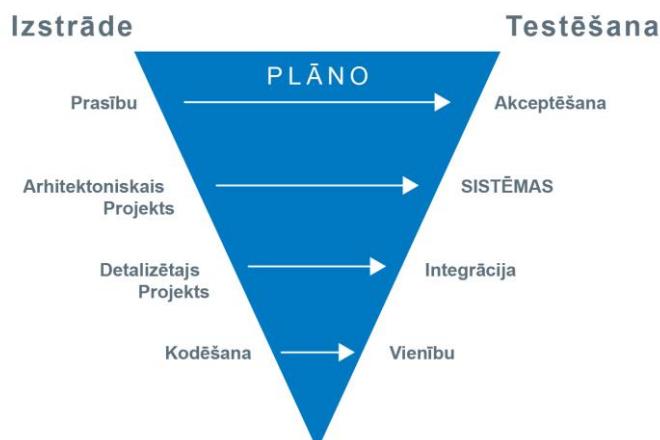 Izstrāde
Testēšana
PLĀNO
Prasību
Akceptēšana
Arhitektoniskais
Projekts
SISTĒMAS
Detalizētajs
Projekts
Integrācija
Kodēšana
Vienību